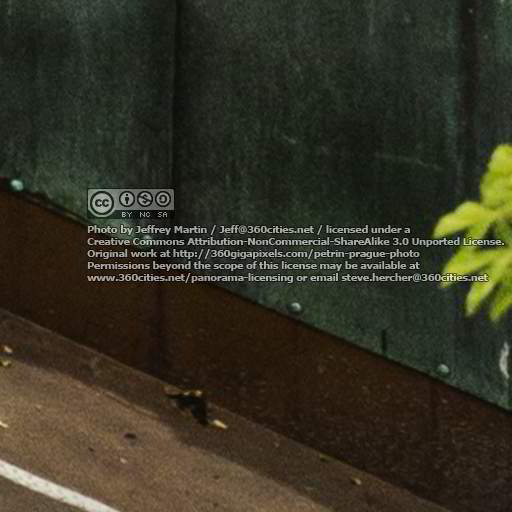 cc
BY NC SA
Photo by Jeffrey Martin / Jeff@360cities.net / licensed under a
Creative Commons Attribution-NonCommercial-ShareAlike 3.0 Unported License.
Original work at http://360gigapixels.com/petrin-prague-photo
Permissions beyond the scope of this license may be available at
www.360cities.net/panorama-licensing or email steve.hercher@360cities.net